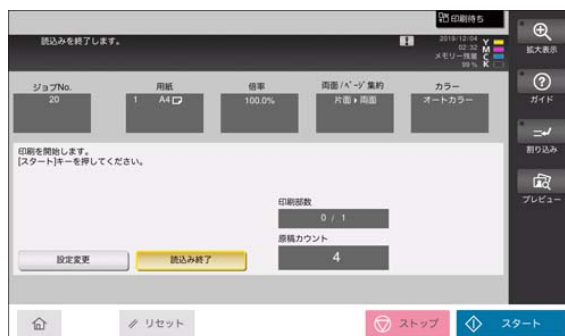 印刷待ち
読込みを終了します。
2019/12/04
02:32
メモリー残量
99 %
Y
M
C
K
拡大表示
ジョブNo.
20
用紙
1 A4
倍率
100.0%
両面/ページ集約
片面 両面
カラー
オートカラー
ガイド
割り込み
印刷を開始します。
[スタート]キーを押してください。
プレビュー
印刷部数
0 / 1
原稿カウント
4
設定変更
読込み終了
リセット
ストップ
スタート